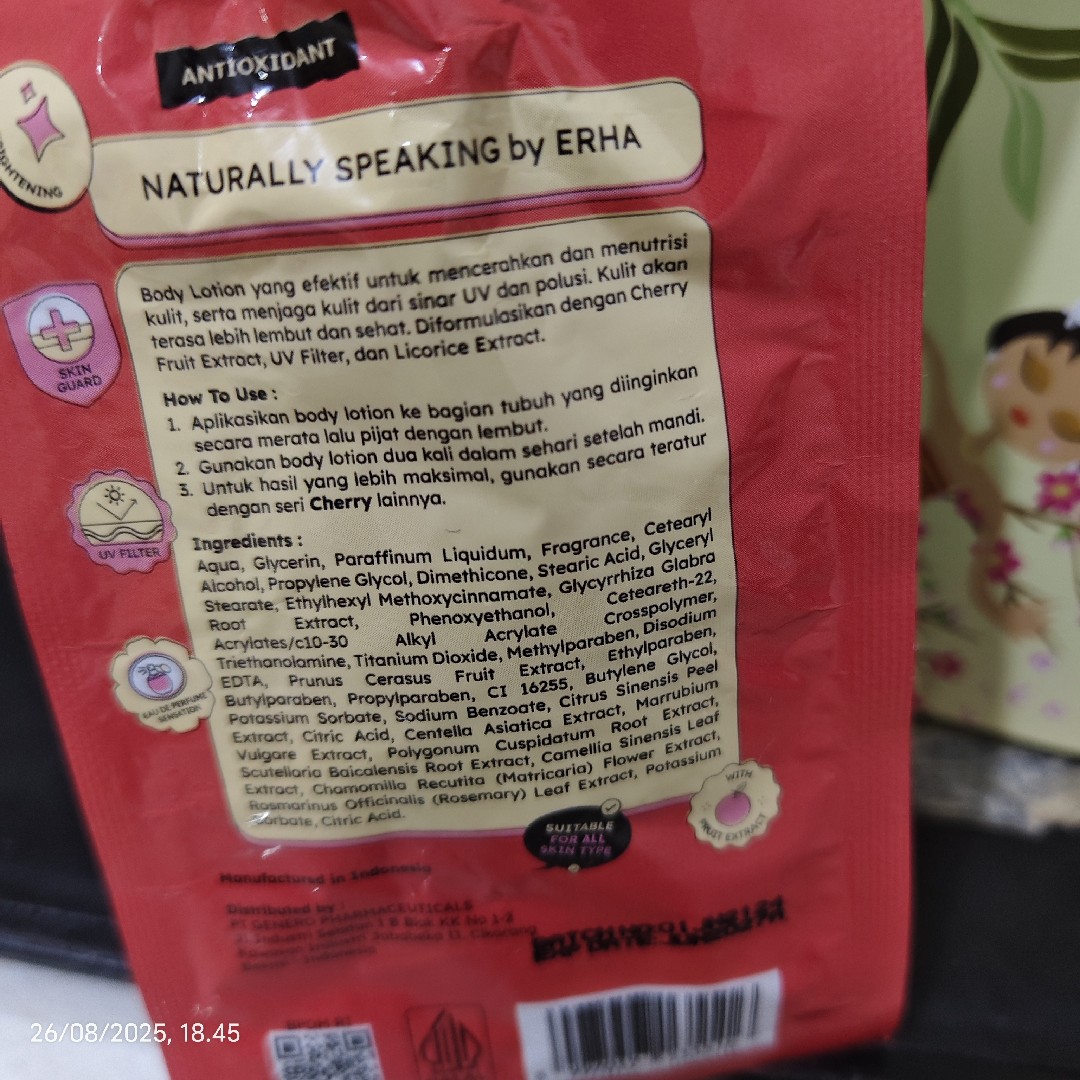 ANTIOXIDANT
NATURALLY SPEAKING by ERHA
Body Lotion yang efektif untuk mencerahkan dan menutrisi
kulit, serta menjaga kulit dari sinar UV dan polusi. Kulit akan
terasa lebih lembut dan sehat. Diformulasikan dengan Cherry
Fruit Extract, UV Filter, dan Licorice Extract.
SKIN
GUARD
How To Use :
1. Aplikasikan body lotion ke bagian tubuh yang diinginkan
secara merata lalu pijat dengan lembut.
2. Gunakan body lotion dua kali dalam sehari setelah mandi.
3. Untuk hasil yang lebih maksimal, gunakan secara teratur
dengan seri Cherry lainnya.
UV FILTER
Ingredients :
Aqua, Glycerin, Paraffinum Liquidum, Fragrance, Cetearyl
Alcohol, Propylene Glycol, Dimethicone, Stearic Acid, Glyceryl
Stearate, Ethylhexyl Methoxycinnamate, Glycyrrhiza Glabra
Root Extract, Phenoxyethanol, Ceteareth-22,
Acrylates/c10-30 Alkyl Acrylate Crosspolymer,
Triethanolamine, Titanium Dioxide, Methylparaben, Disodium
EDTA, Prunus Cerasus Fruit Extract, Ethylparaben,
Butylparaben, Propylparaben, CI 16255, Butylene Glycol,
Potassium Sorbate, Sodium Benzoate, Citrus Sinensis Peel
Extract, Citric Acid, Centella Asiatica Extract, Marrubium
Vulgare Extract, Polygonum Cuspidatum Root Extract,
Scutellaria Baicalensis Root Extract, Camellia Sinensis Leaf
Extract, Chamomilla Recutita (Matricaria) Flower Extract,
Rosmarinus Officinalis (Rosemary) Leaf Extract, Potassium
Sorbate, Citric Acid.
EAU DE PERFUME
SENSATION
WITH
FRUIT EXTRACT
SUITABLE
FOR ALL
SKIN TYPE
Manufactured in Indonesia
Distributed by :
PT GENERO PHARMACEUTICALS
26/08/2025, 18.45